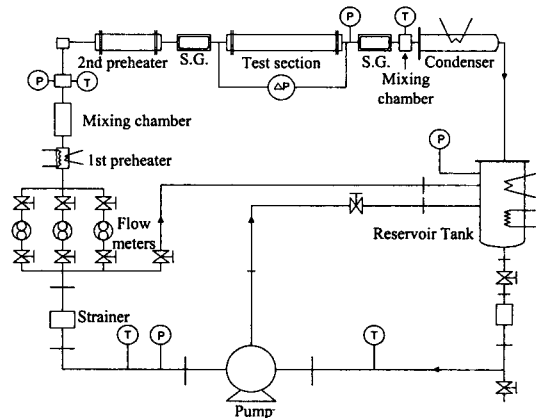 P
T
2nd preheater
S.G.
Test section
S.G.
Condenser
P
T
ΔP
Mixing
chamber
Mixing chamber
P
1st preheater
Flow
meters
Reservoir Tank
Strainer
T
P
T
Pump